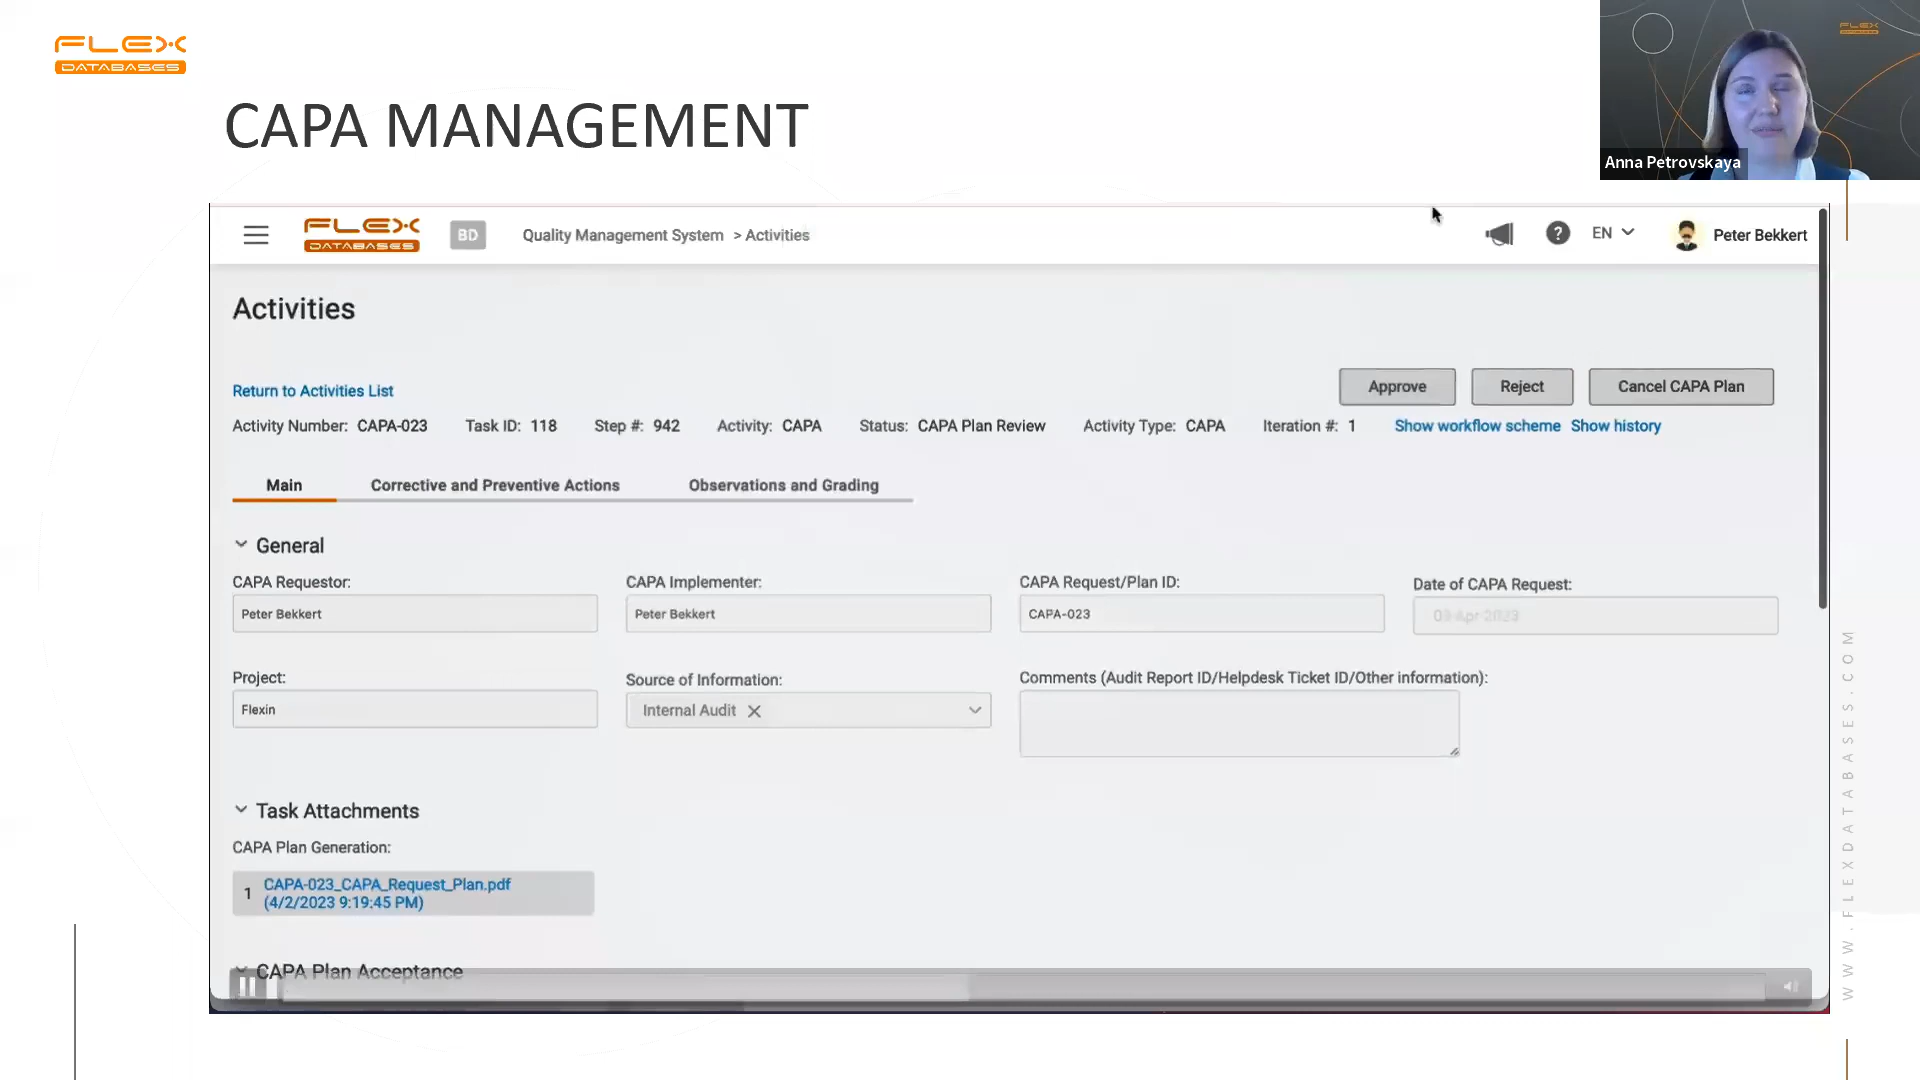 FLEX
DATABASES
CAPA MANAGEMENT
FLEX
DATABASES
Anna Petrovskaya
FLEX
DATABASES
BD
Quality Management System > Activities
?
EN
Peter Bekkert
Activities
Return to Activities List
Approve
Reject
Cancel CAPA Plan
Activity Number: CAPA-023 Task ID: 118 Step #: 942 Activity: CAPA Status: CAPA Plan Review Activity Type: CAPA Iteration #: 1 Show workflow scheme Show history
Main
Corrective and Preventive Actions
Observations and Grading
General
CAPA Requestor:
CAPA Implementer:
CAPA Request/Plan ID:
Date of CAPA Request:
Peter Bekkert
Peter Bekkert
CAPA-023
03 Apr 2023
Project:
Source of Information:
Comments (Audit Report ID/Helpdesk Ticket ID/Other information):
Flexin
Internal Audit
Task Attachments
CAPA Plan Generation:
1 CAPA-023_CAPA_Request_Plan.pdf
(4/2/2023 9:19:45 PM)
CAPA Plan Acceptance
WWW.FLEXDATABASES.COM